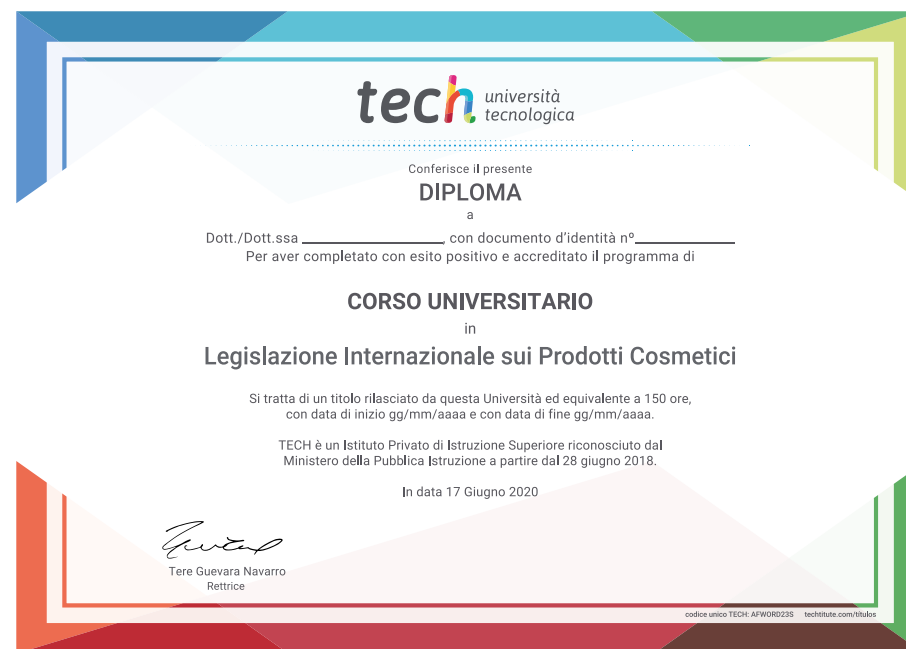 tech università
tecnologica
Conferisce il presente
DIPLOMA
a
Dott./Dott.ssa ____________________, con documento d'identità nº______________
Per aver completato con esito positivo e accreditato il programma di
CORSO UNIVERSITARIO
in
Legislazione Internazionale sui Prodotti Cosmetici
Si tratta di un titolo rilasciato da questa Università ed equivalente a 150 ore,
con data di inizio gg/mm/aaaa e con data di fine gg/mm/aaaa.
TECH è un Istituto Privato di Istruzione Superiore riconosciuto dal
Ministero della Pubblica Istruzione a partire dal 28 giugno 2018.
In data 17 Giugno 2020
Tere Guevara Navarro
Rettrice
codice unico TECH: AFWORD23S techtitute.com/titulos